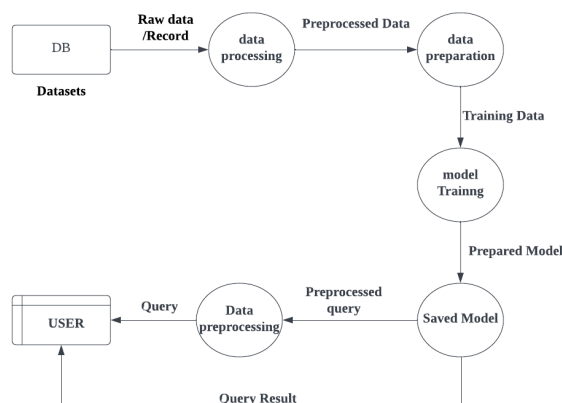 Raw data
/Record
Preprocessed Data
DB
data
processing
data
preparation
Datasets
Training Data
model
Trainng
Prepared Model
Preprocessed
query
Query
Data
preprocessing
Saved Model
USER
Query Result